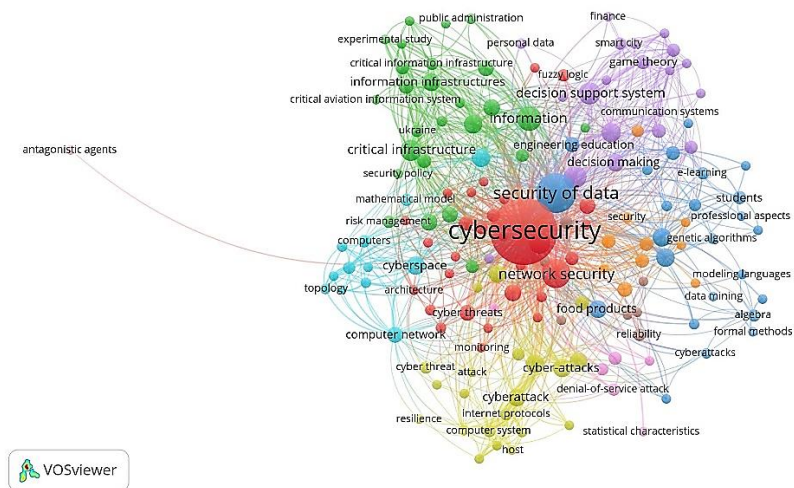 public administration
finance
experimental study
personal data
smart city
critical information infrastructure
game theory
fuzzy logic
information infrastructures
decision support system
critical aviation information system
communication systems
information
ukraine
engineering education
antagonistic agents
critical infrastructure
decision making
security policy
e-learning
security of data
mathematical model
students
risk management
security
professional aspects
cybersecurity
computers
genetic algorithms
cyberspace
network security
modeling languages
topology
architecture
data mining
cyber threats
food products
algebra
computer network
reliability
formal methods
monitoring
cyberattacks
cyber threat
attack
cyber-attacks
denial-of-service attack
cyberattack
internet protocols
resilience
computer system
statistical characteristics
host
VOSviewer